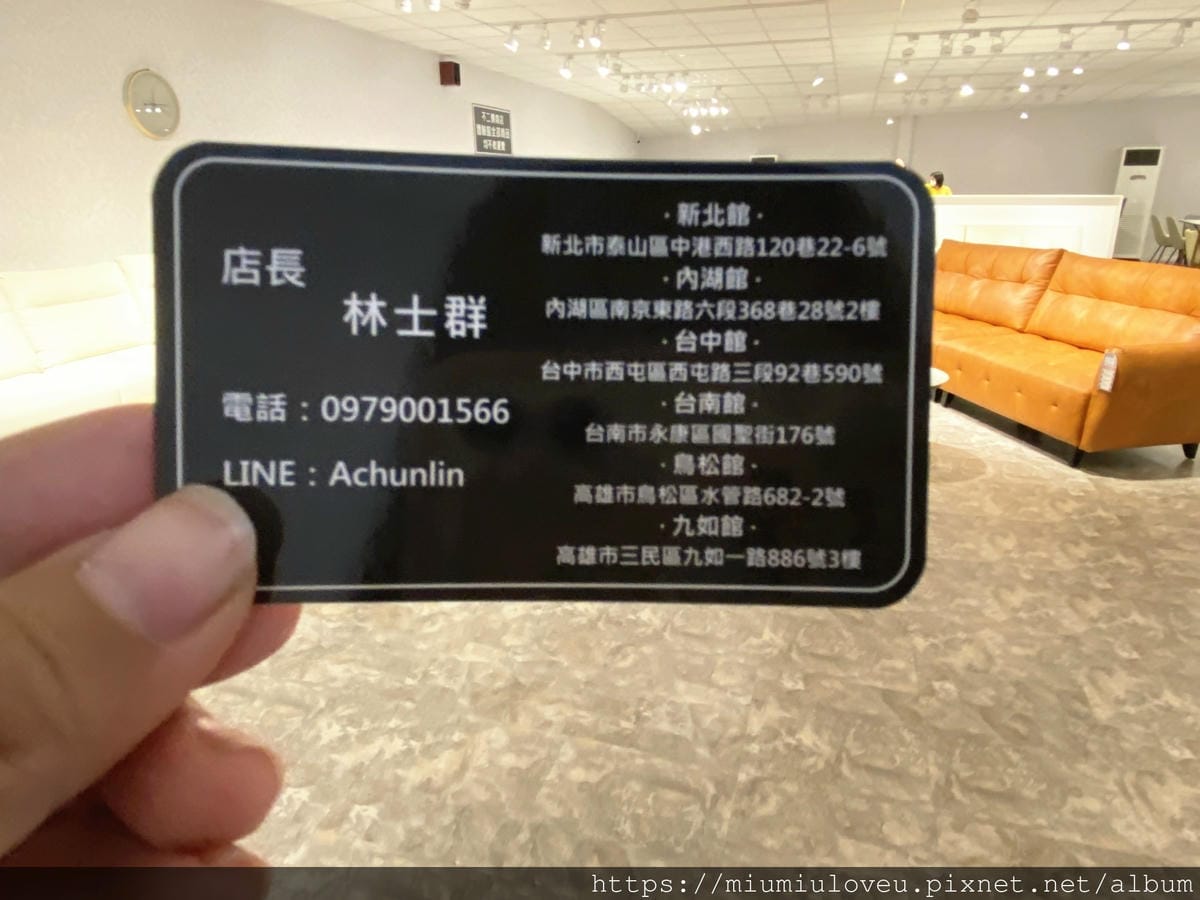 不二價商店
店長
林士群
電話：0979001566
LINE：Achunlin
·新北館·
新北市泰山區中港西路120巷22-6號
·內湖館·
內湖區南京東路六段368巷28號2樓
·台中館·
台中市西屯區西屯路三段92巷590號
·台南館·
台南市永康區國聖街176號
·鳥松館·
高雄市鳥松區水管路682-2號
·九如館·
高雄市三民區九如一路886號3樓
https://miumiuloveu.pixnet.net/album